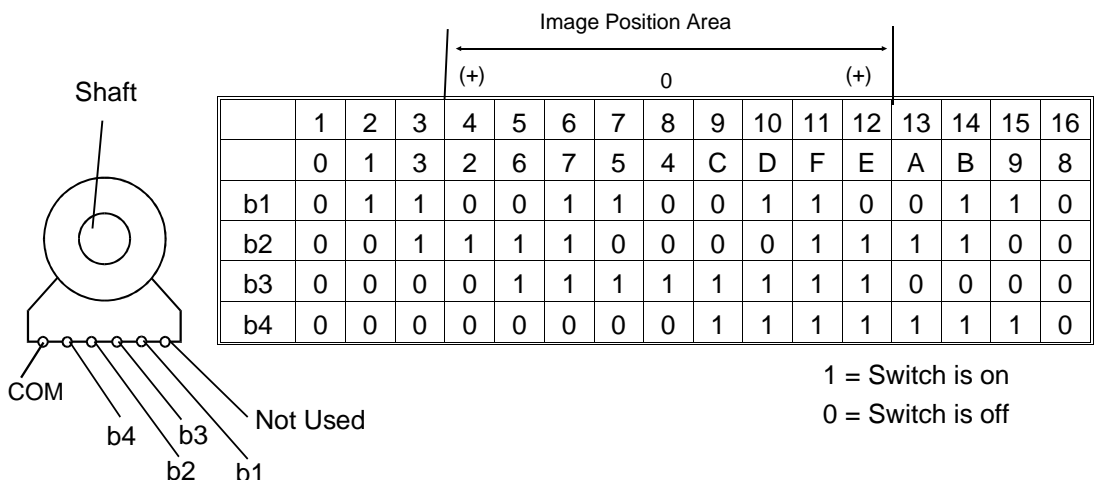 Image Position Area
(+) 0 (+)
Shaft
1 2 3 4 5 6 7 8 9 10 11 12 13 14 15 16
0 1 3 2 6 7 5 4 C D F E A B 9 8
b1 0 1 1 0 0 1 1 0 0 1 1 0 0 1 1 0
b2 0 0 1 1 1 1 0 0 0 0 1 1 1 1 0 0
b3 0 0 0 0 1 1 1 1 1 1 1 1 0 0 0 0
b4 0 0 0 0 0 0 0 0 1 1 1 1 1 1 1 0
1 = Switch is on
0 = Switch is off
COM
Not Used
b4 b3
b2 b1